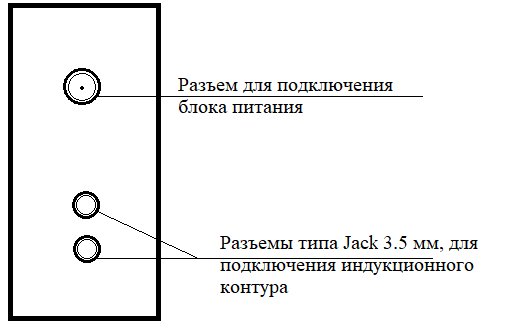 Разъем для подключения
блока питания
Разъемы типа Jack 3.5 мм, для
подключения индукционного
контура